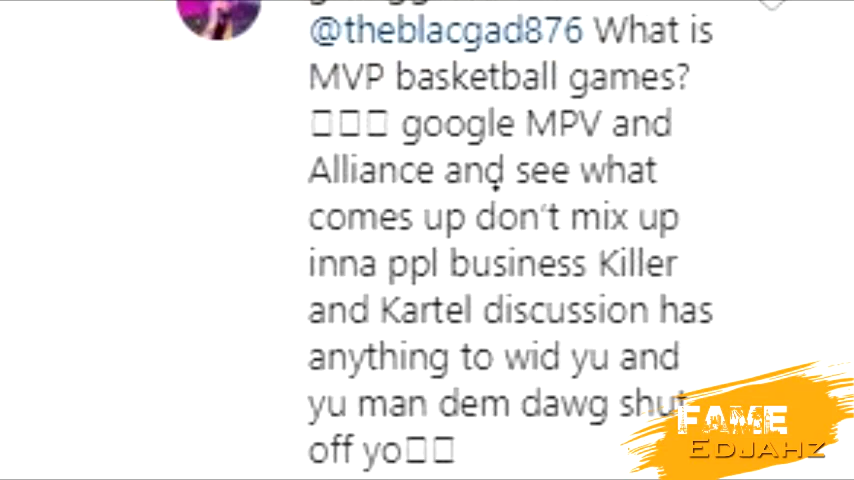 @theblacgad876 What is
MVP basketball games?
□□□ google MPV and
Alliance and see what
comes up don't mix up
inna ppl business Killer
and Kartel discussion has
anything to wid yu and
yu man dem dawg shut
off yo□□
FAME
EDJAHZ